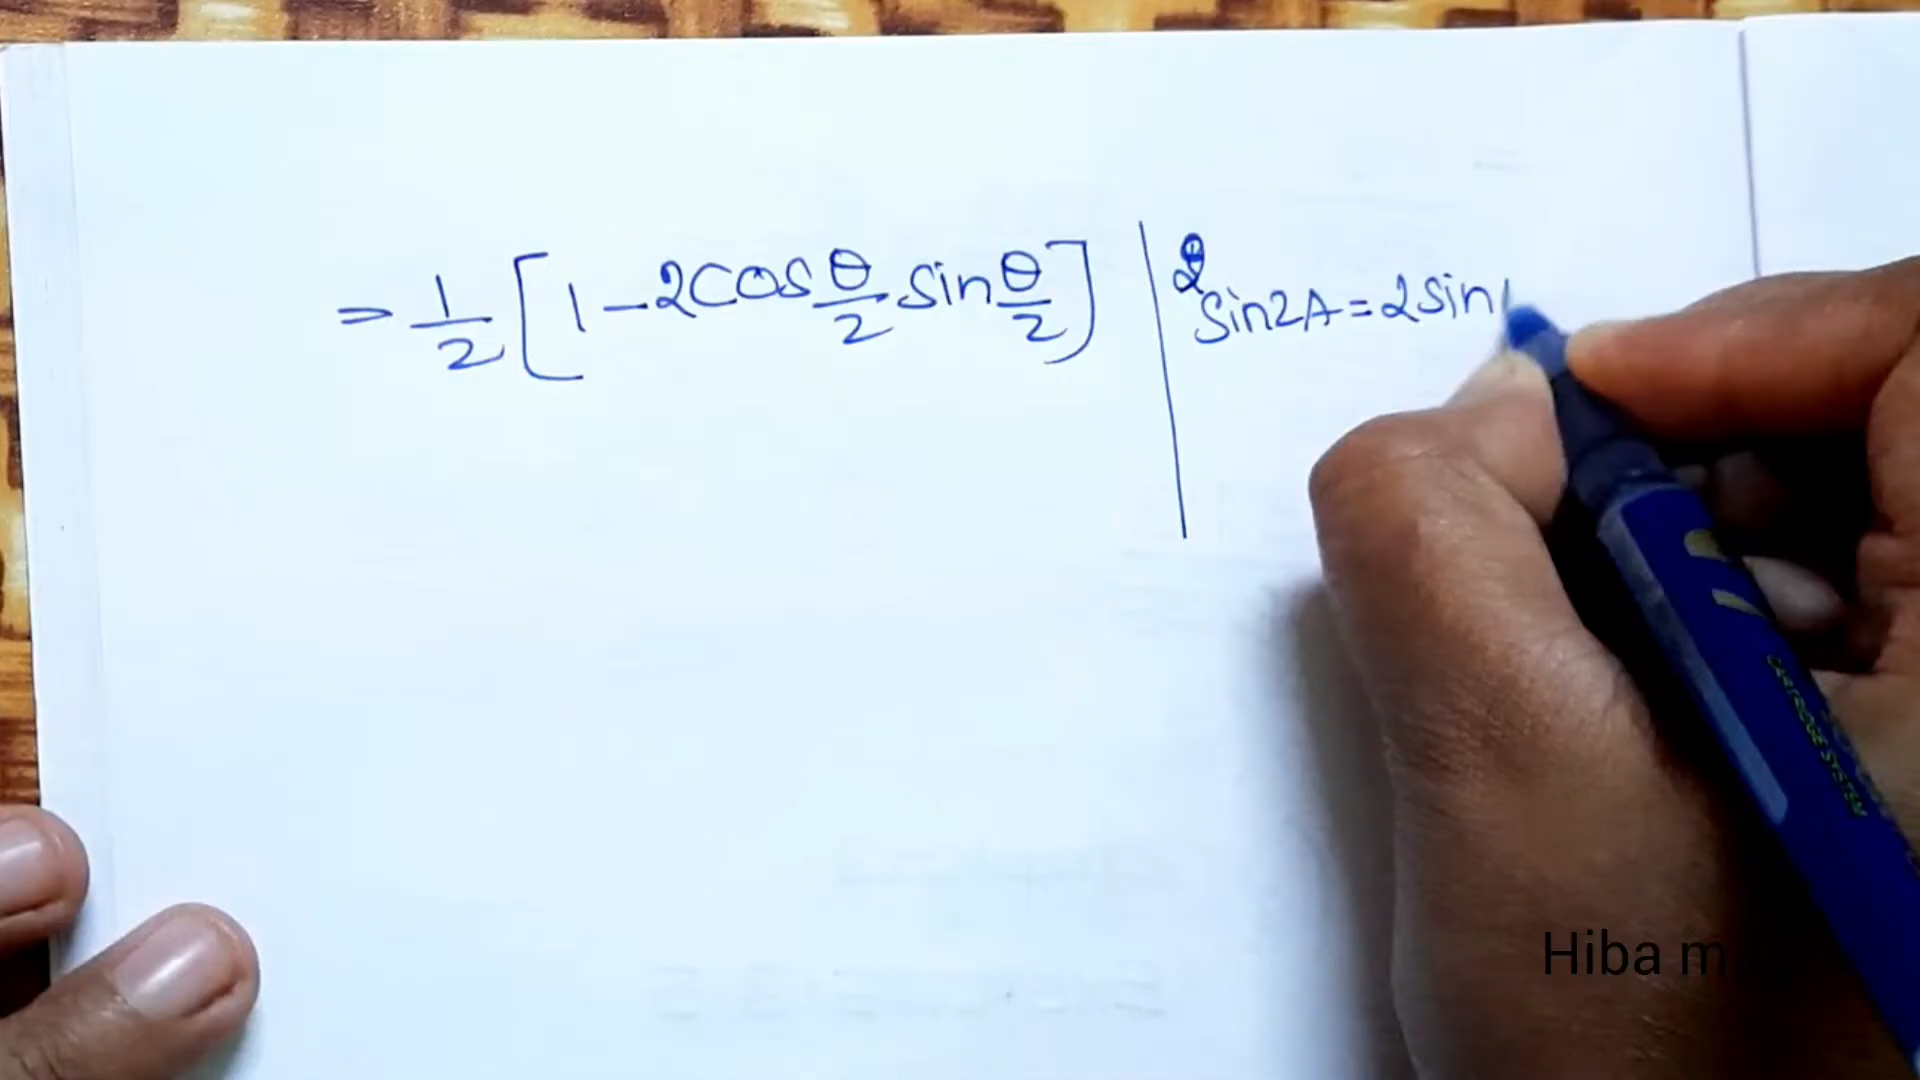 ⇒ 1/2 [1 - 2cos θ/2 sin θ/2]
sin2A = 2sin
Hiba m